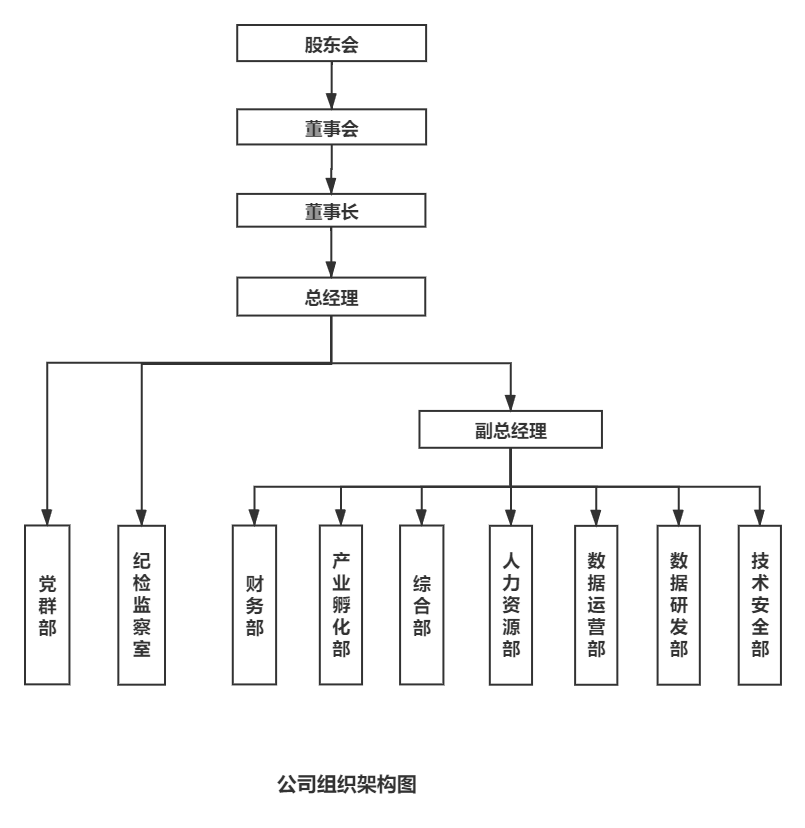 股东会
董事会
董事长
总经理
副总经理
党群部
纪检监察室
财务部
产业孵化部
综合部
人力资源部
数据运营部
数据研发部
技术安全部
公司组织架构图